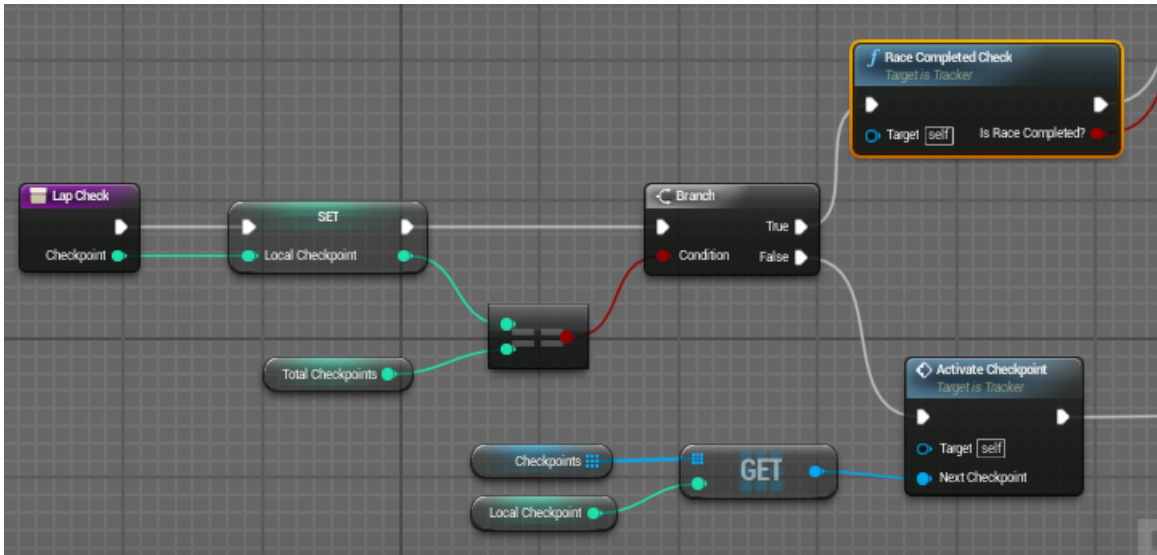 Race Completed Check
Target is Tracker
Target self Is Race Completed?
Lap Check
Checkpoint
SET
Local Checkpoint
Branch
True
Condition False
Total Checkpoints
Activate Checkpoint
Target is Tracker
Target self
Next Checkpoint
Checkpoints
GET
Local Checkpoint